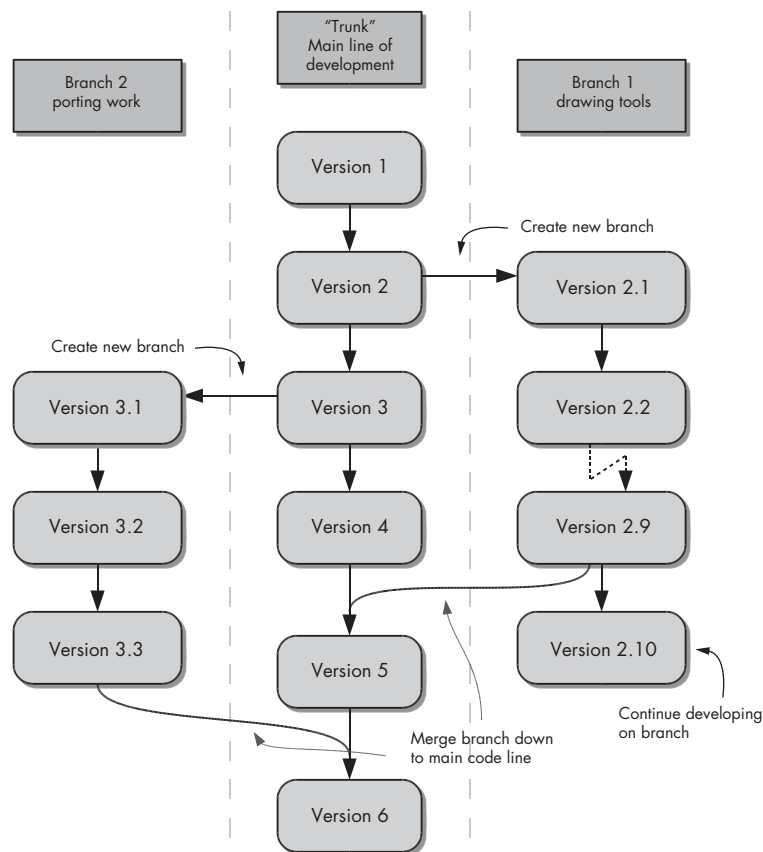 “Trunk”
Main line of
development
Branch 2
porting work
Branch 1
drawing tools
Version 1
Create new branch
Version 2
Version 2.1
Create new branch
Version 3.1
Version 3
Version 2.2
Version 3.2
Version 4
Version 2.9
Version 3.3
Version 5
Version 2.10
Continue developing
on branch
Merge branch down
to main code line
Version 6